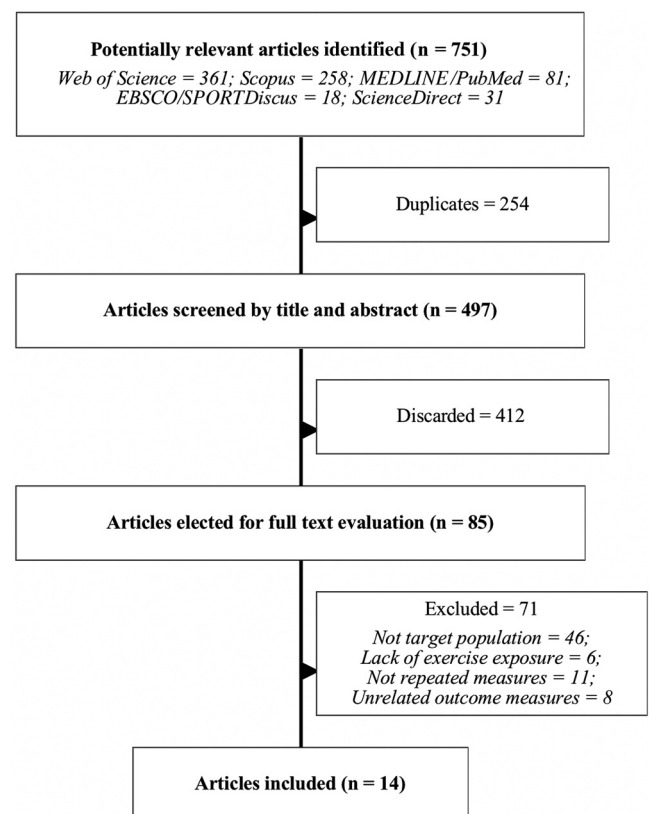 Potentially relevant articles identified (n = 751)
Web of Science = 361; Scopus = 258; MEDLINE/PubMed = 81;
EBSCO/SPORTDiscus = 18; ScienceDirect = 31
Duplicates = 254
Articles screened by title and abstract (n = 497)
Discarded = 412
Articles elected for full text evaluation (n = 85)
Excluded = 71
Not target population = 46;
Lack of exercise exposure = 6;
Not repeated measures = 11;
Unrelated outcome measures = 8
Articles included (n = 14)